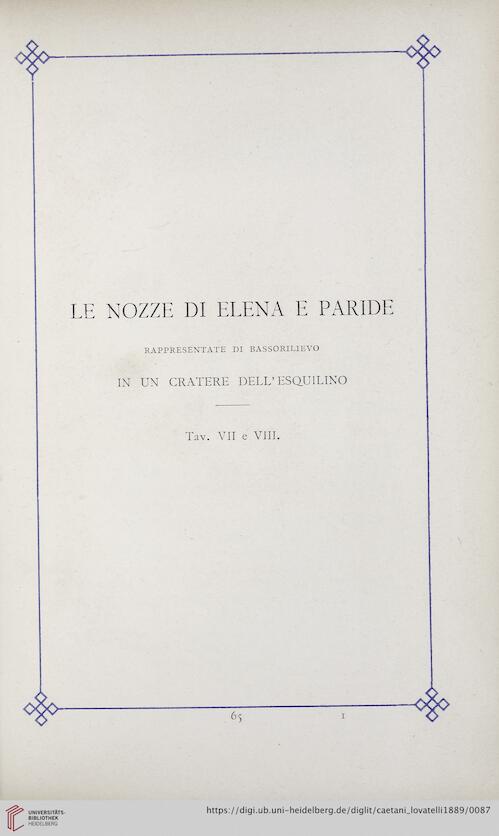 LE NOZZE DI ELENA E PARIDE
RAPPRESENTATE DI BASSORILIEVO
IN UN CRATERE DELL'ESQUILINO
Tav. VII e VIII.
65 1
UNIVERSITÄTS-
BIBLIOTHEK
HEIDELBERG
https://digi.ub.uni-heidelberg.de/diglit/caetani_lovatelli1889/0087